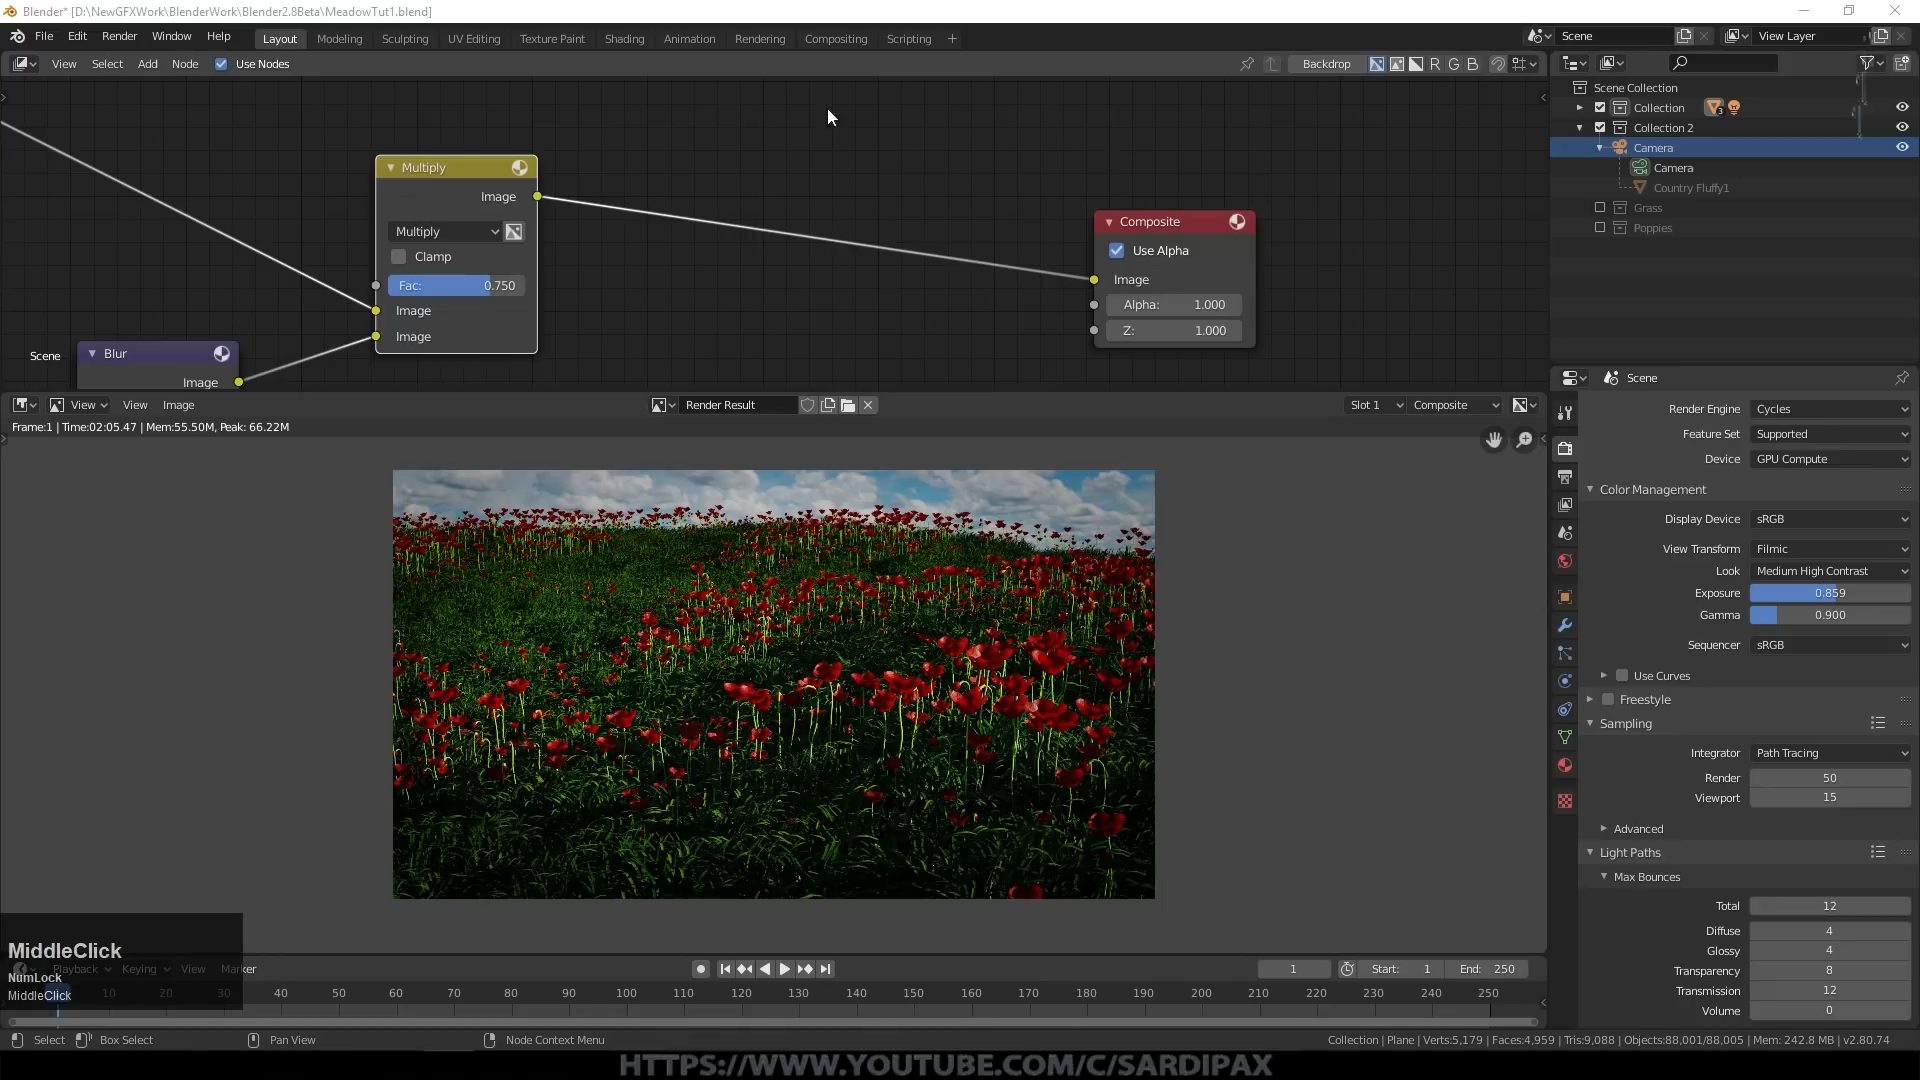 Blender* [D:\NewGFXWork\BlenderWork\Blender2.8Beta\MeadowTut1.blend]
File Edit Render Window Help Layout Modeling Sculpting UV Editing Texture Paint Shading Animation Rendering Compositing Scripting + Scene View Layer
View Select Add Node Use Nodes Backdrop R G B
Scene Collection
Collection 3
Collection 2
Camera
Camera
Country Fluffy1
Grass
Poppies
Multiply
Image
Multiply
Clamp
Fac: 0.750
Image
Image
Composite
Use Alpha
Image
Alpha: 1.000
Z: 1.000
Scene
Blur
Image
View View Image Render Result Slot 1 Composite
Frame:1 | Time:02:05.47 | Mem:55.50M, Peak: 66.22M
Scene
Render Engine Cycles
Feature Set Supported
Device GPU Compute
Color Management
Display Device sRGB
View Transform Filmic
Look Medium High Contrast
Exposure 0.859
Gamma 0.900
Sequencer sRGB
Use Curves
Freestyle
Sampling
Integrator Path Tracing
Render 50
Viewport 15
Advanced
Light Paths
Max Bounces
Total 12
Diffuse 4
Glossy 4
Transparency 8
Transmission 12
Volume 0
MiddleClick
NumLock
MiddleClick
Playback Keying View Marker 1 Start: 1 End: 250
10 20 30 40 50 60 70 80 90 100 110 120 130 140 150 160 170 180 190 200 210 220 230 240 250
Select Box Select Pan View Node Context Menu Collection | Plane | Verts:5,179 | Faces:4,959 | Tris:9,088 | Objects:88,001/88,005 | Mem: 242.8 MB | v2.80.74
HTTPS://WWW.YOUTUBE.COM/C/SARDIPAX